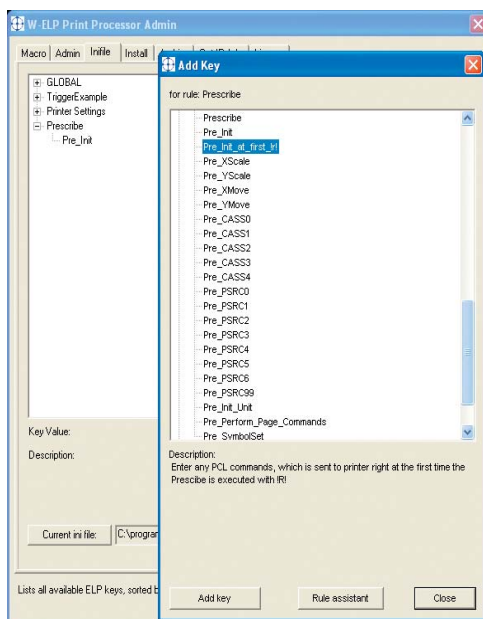 W-ELP Print Processor Admin
Macro Admin Inifile Install
GLOBAL
TriggerExample
Printer Settings
Prescribe
Pre_Init
Key Value:
Description:
Current ini file: C:\prograr
Lists all available ELP keys, sorted b
Add Key
for rule: Prescribe
Prescribe
Pre_Init
Pre_Init_at_first_!r!
Pre_XScale
Pre_YScale
Pre_XMove
Pre_YMove
Pre_CASS0
Pre_CASS1
Pre_CASS2
Pre_CASS3
Pre_CASS4
Pre_PSRC0
Pre_PSRC1
Pre_PSRC2
Pre_PSRC3
Pre_PSRC4
Pre_PSRC5
Pre_PSRC6
Pre_PSRC99
Pre_Init_Unit
Pre_Perform_Page_Commands
Pre_SymbolSet
Description:
Enter any PCL commands, which is sent to printer right at the first time the
Prescibe is executed with !R!
Add key Rule assistant Close